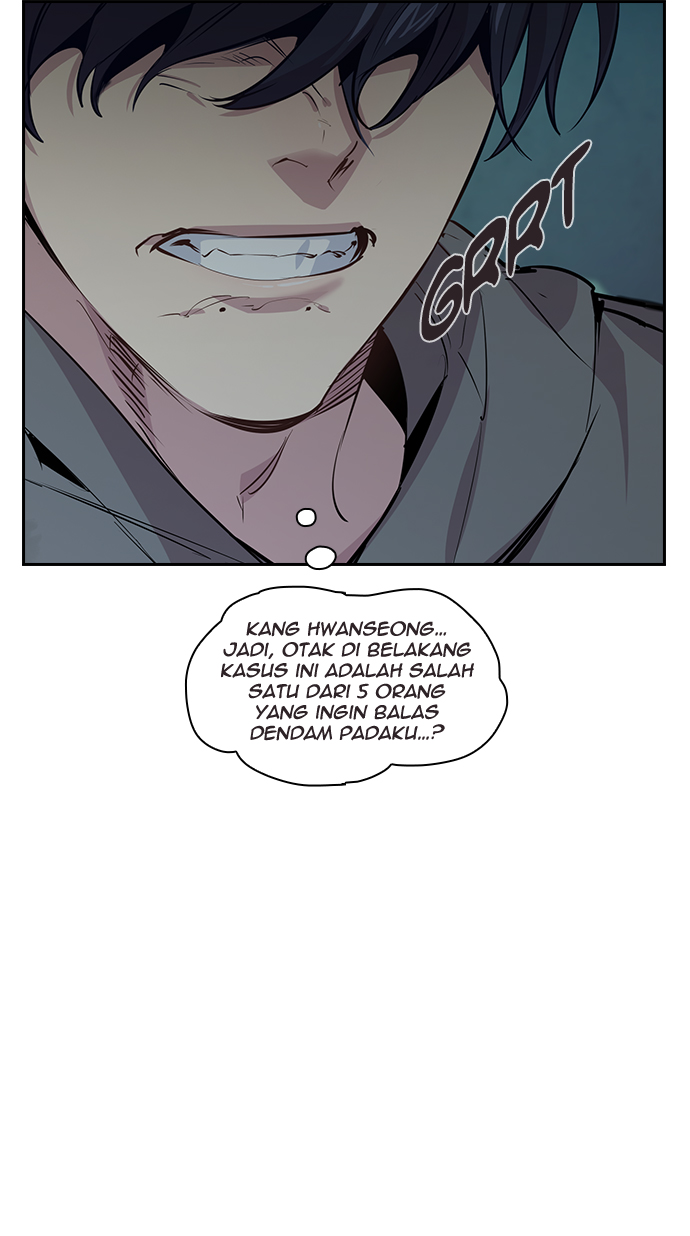 GRRT
KANG HWANSEONG...
JADI, OTAK DI BELAKANG
KASUS INI ADALAH SALAH
SATU DARI 5 ORANG
YANG INGIN BALAS
DENDAM PADAKU...?